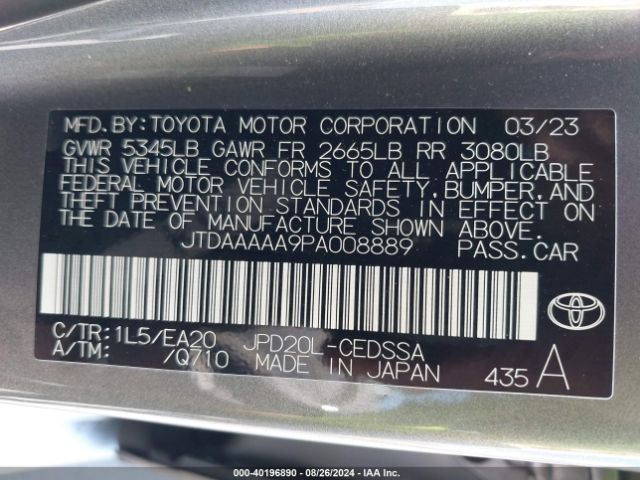 MFD.BY:TOYOTA MOTOR CORPORATION 03/23
GVWR 5345LB GAWR FR 2665LB RR 3080LB
THIS VEHICLE CONFORMS TO ALL APPLICABLE
FEDERAL MOTOR VEHICLE SAFETY,BUMPER,AND
THEFT PREVENTION STANDARDS IN EFFECT ON
THE DATE OF MANUFACTURE SHOWN ABOVE.
JTDAAAAA9PA008889 PASS.CAR
C/TR:1L5/EA20 JPD20L-CEDSSA
A/TM: /Q710 MADE IN JAPAN 435 A
000-40196890 | 08/26/2024 | IAA Inc.